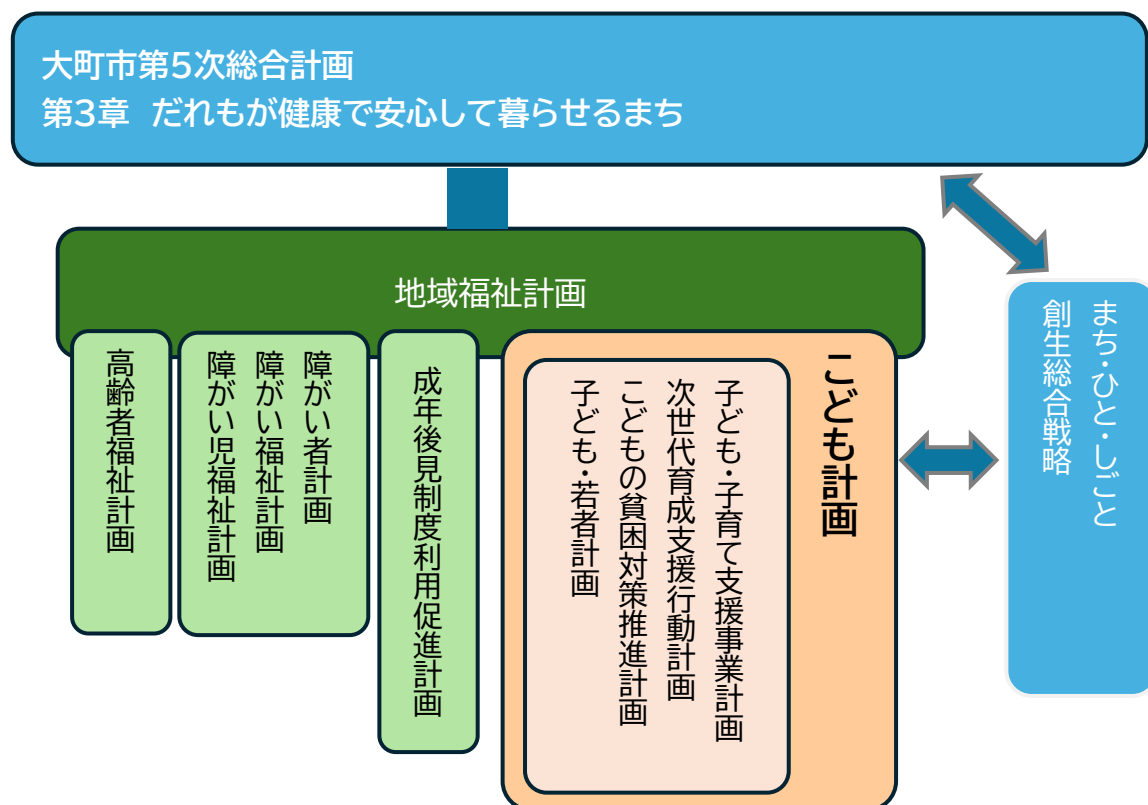 大町市第5次総合計画
第3章 だれもが健康で安心して暮らせるまち
地域福祉計画
まち・ひと・しごと
創生総合戦略
こども計画
子ども・子育て支援事業計画
次世代育成支援行動計画
こどもの貧困対策推進計画
子ども・若者計画
成年後見制度利用促進計画
障がい者計画
障がい福祉計画
障がい児福祉計画
高齢者福祉計画